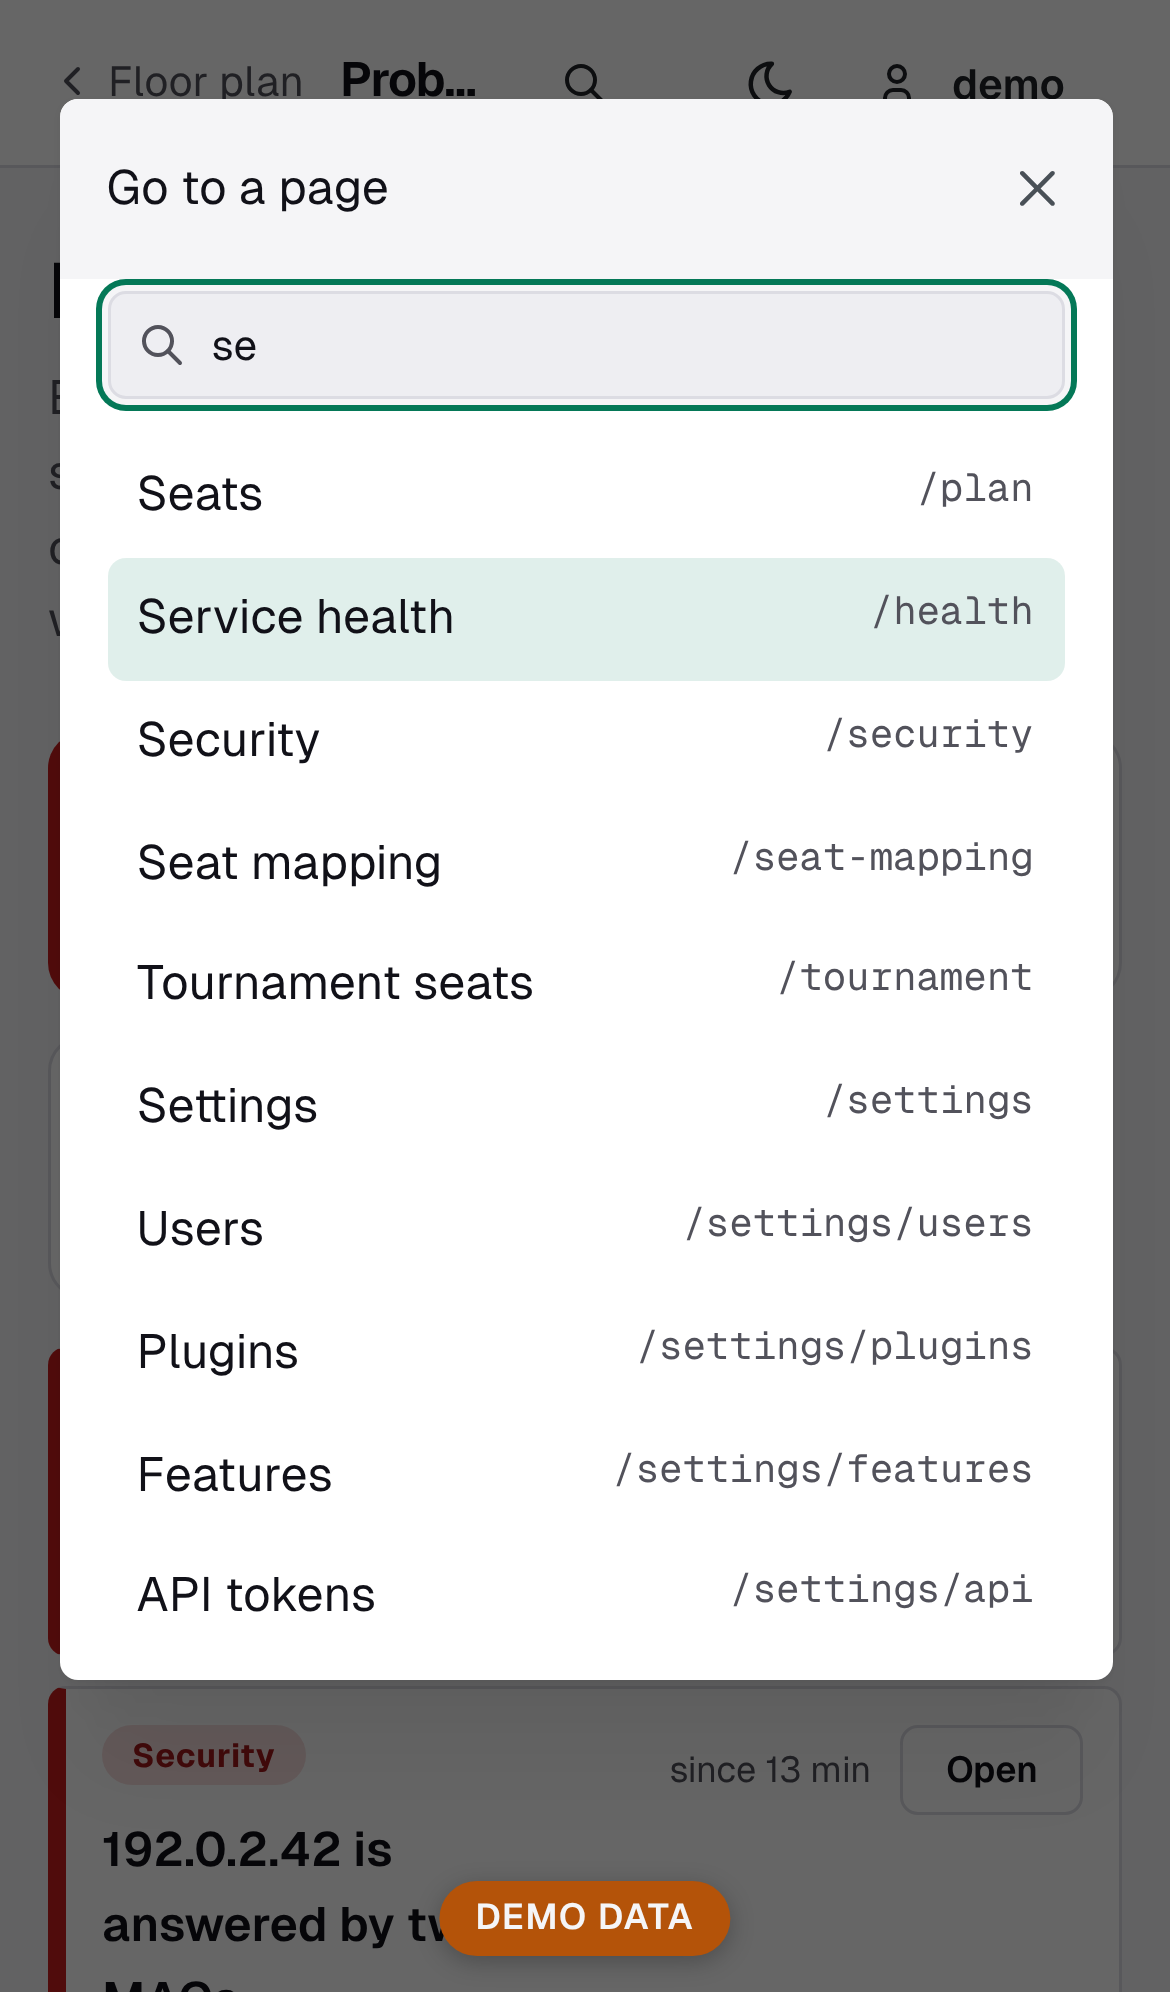 Floor plan Prob... demo
Go to a page
se
Seats /plan
Service health /health
Security /security
Seat mapping /seat-mapping
Tournament seats /tournament
Settings /settings
Users /settings/users
Plugins /settings/plugins
Features /settings/features
API tokens /settings/api
Security since 13 min Open
192.0.2.42 is
answered by
DEMO DATA